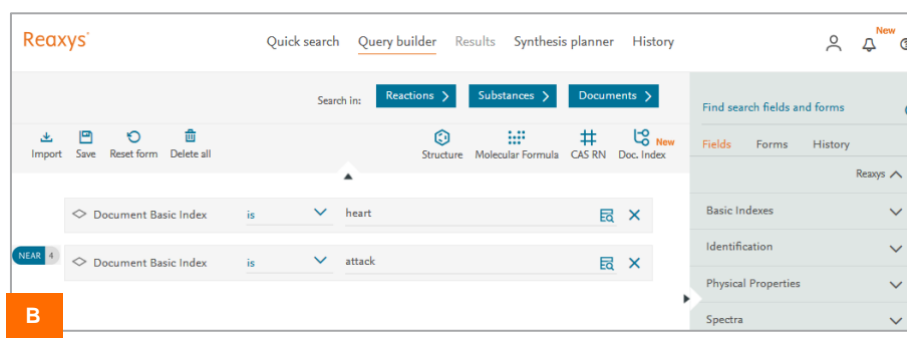 Reaxys
Quick search Query builder Results Synthesis planner History
New
Search in: Reactions Substances Documents
Find search fields and forms
Import Save Reset form Delete all
Structure Molecular Formula CAS RN Doc. Index New
Fields Forms History
Reaxys
Document Basic Index is heart
Basic Indexes
NEAR 4 Document Basic Index is attack
Identification
Physical Properties
Spectra
B